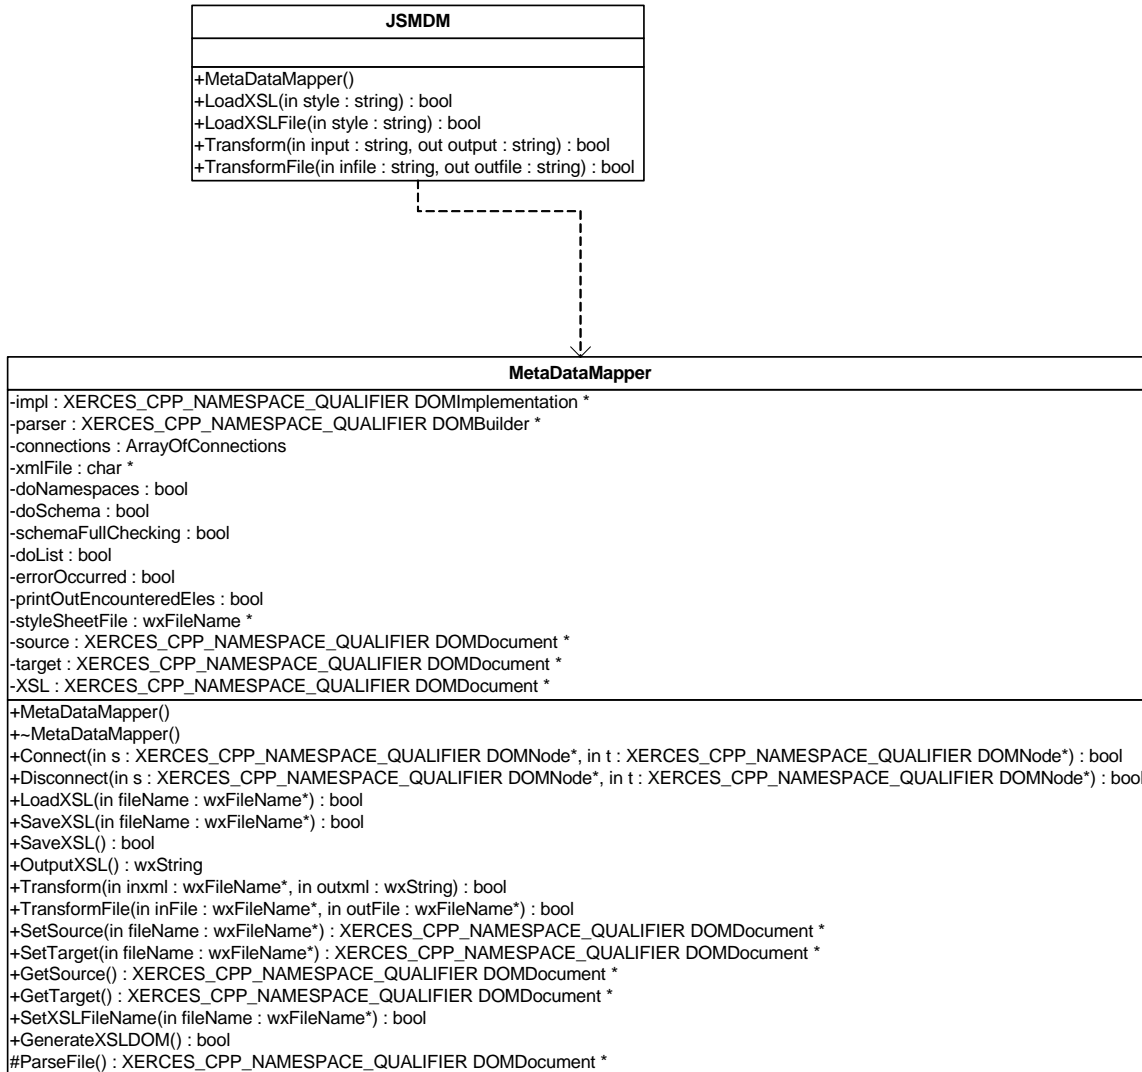 JSMDM
+MetaDataMapper()
+LoadXSL(in style : string) : bool
+LoadXSLFile(in style : string) : bool
+Transform(in input : string, out output : string) : bool
+TransformFile(in infile : string, out outfile : string) : bool
MetaDataMapper
-impl : XERCES_CPP_NAMESPACE_QUALIFIER DOMImplementation *
-parser : XERCES_CPP_NAMESPACE_QUALIFIER DOMBuilder *
-connections : ArrayOfConnections
-xmlFile : char *
-doNamespaces : bool
-doSchema : bool
-schemaFullChecking : bool
-doList : bool
-errorOccurred : bool
-printOutEncounteredEles : bool
-styleSheetFile : wxFileName *
-source : XERCES_CPP_NAMESPACE_QUALIFIER DOMDocument *
-target : XERCES_CPP_NAMESPACE_QUALIFIER DOMDocument *
-XSL : XERCES_CPP_NAMESPACE_QUALIFIER DOMDocument *
+MetaDataMapper()
+~MetaDataMapper()
+Connect(in s : XERCES_CPP_NAMESPACE_QUALIFIER DOMNode*, in t : XERCES_CPP_NAMESPACE_QUALIFIER DOMNode*) : bool
+Disconnect(in s : XERCES_CPP_NAMESPACE_QUALIFIER DOMNode*, in t : XERCES_CPP_NAMESPACE_QUALIFIER DOMNode*) : bool
+LoadXSL(in fileName : wxFileName*) : bool
+SaveXSL(in fileName : wxFileName*) : bool
+SaveXSL() : bool
+OutputXSL() : wxString
+Transform(in inxml : wxFileName*, in outxml : wxString) : bool
+TransformFile(in inFile : wxFileName*, in outFile : wxFileName*) : bool
+SetSource(in fileName : wxFileName*) : XERCES_CPP_NAMESPACE_QUALIFIER DOMDocument *
+SetTarget(in fileName : wxFileName*) : XERCES_CPP_NAMESPACE_QUALIFIER DOMDocument *
+GetSource() : XERCES_CPP_NAMESPACE_QUALIFIER DOMDocument *
+GetTarget() : XERCES_CPP_NAMESPACE_QUALIFIER DOMDocument *
+SetXSLFileName(in fileName : wxFileName*) : bool
+GenerateXSLDOM() : bool
#ParseFile() : XERCES_CPP_NAMESPACE_QUALIFIER DOMDocument *